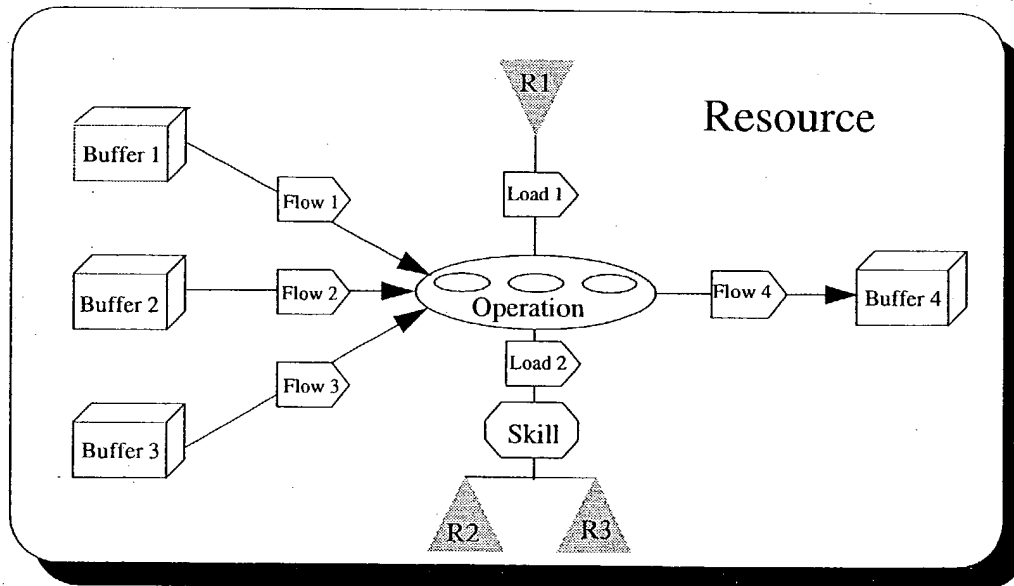 R1
Resource
Buffer 1
Flow 1
Load 1
Buffer 2
Flow 2
Operation
Flow 4
Buffer 4
Load 2
Flow 3
Buffer 3
Skill
R2
R3